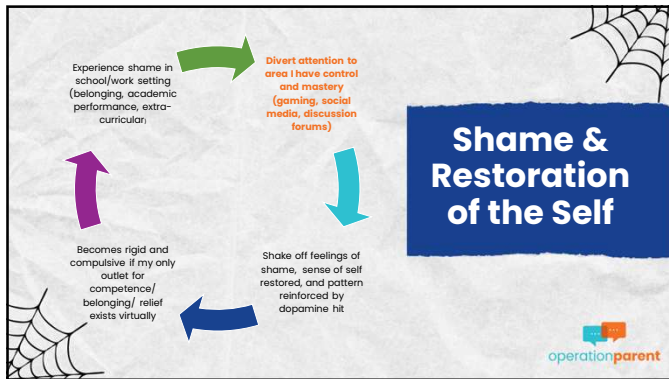 Experience shame in
school/work setting
(belonging, academic
performance, extra-
curricular)
Divert attention to
area I have control
and mastery
(gaming, social
media, discussion
forums)
Shake off feelings of
shame, sense of self
restored, and pattern
reinforced by
dopamine hit
Becomes rigid and
compulsive if my only
outlet for
competence/
belonging/ relief
exists virtually
Shame &
Restoration
of the Self
operationparent